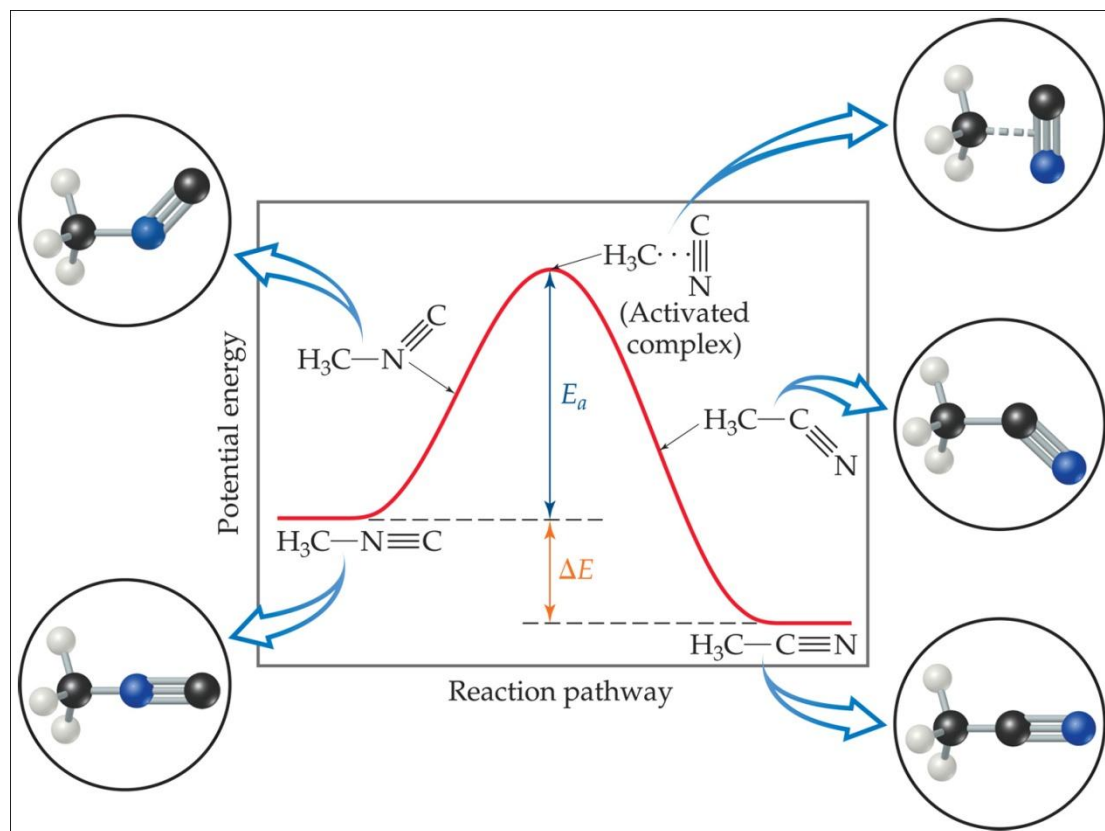 C
H₃C···
N
(Activated
complex)
C
H₃C—N
Potential energy
Eₐ
H₃C—C
N
H₃C—N≡C
ΔE
H₃C—C≡N
Reaction pathway